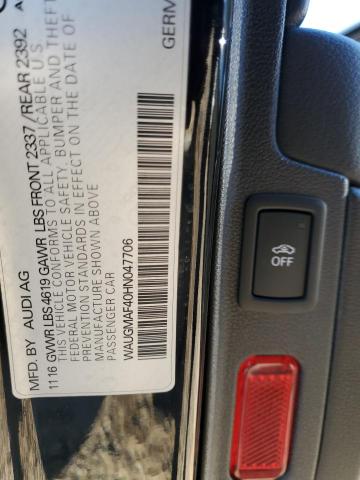 GERM
MFD. BY AUDI AG
11 16 GVWR LBS 4619 GAWR LBS FRONT 2337/REAR 2392
THIS VEHICLE CONFORMS TO ALL APPLICABLE U S
FEDERAL MOTOR VEHICLE SAFETY, BUMPER AND THEFT
PREVENTION STANDARDS IN EFFECT ON THE DATE OF
MANUFACTURE SHOWN ABOVE
PASSENGER CAR
WAUGMAF40HN047706
OFF